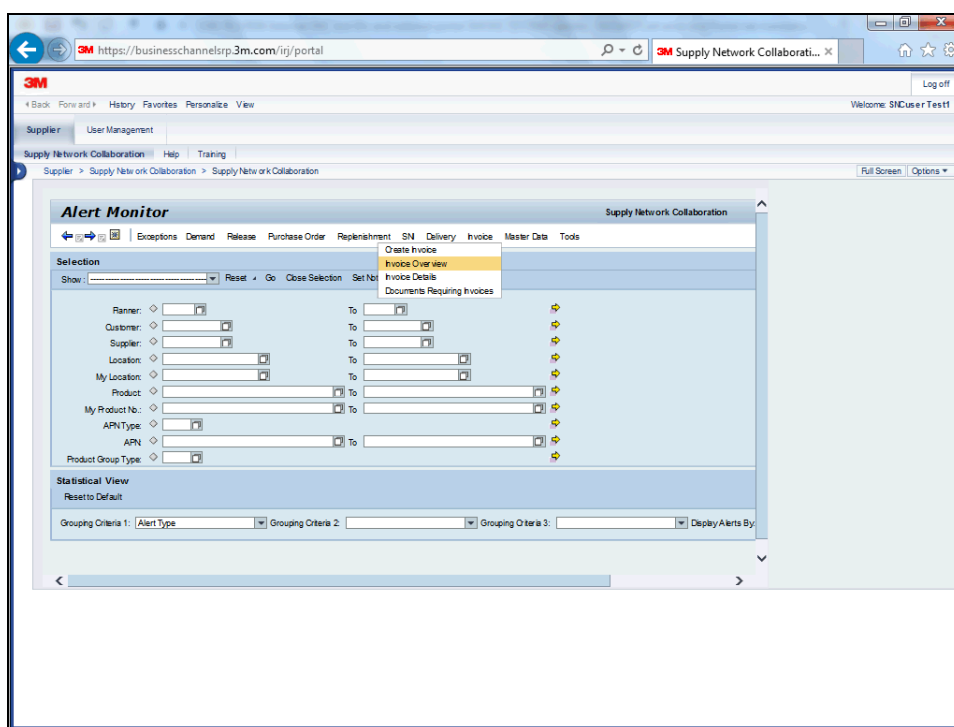 3M https://businesschannelsrp.3m.com/irj/portal
3M Supply Network Collaborati... ×
3M
Log off
Back Forward History Favorites Personalize View
Welcome: SNCuser Test1
Supplier User Management
Supply Network Collaboration Help Training
Supplier > Supply Network Collaboration > Supply Network Collaboration
Full Screen Options
Alert Monitor
Supply Network Collaboration
Exceptions Demand Release Purchase Order Replenishment SNI Delivery Invoice Master Data Tools
Create Invoice
Invoice Overview
Invoice Details
Documents Requiring Invoices
Selection
Show: Reset Go Close Selection Set Not
Planner: To
Customer: To
Supplier: To
Location: To
My Location: To
Product: To
My Product No.: To
APN Type:
APN: To
Product Group Type:
Statistical View
Reset to Default
Grouping Criteria 1: Alert Type Grouping Criteria 2: Grouping Criteria 3: Display Alerts By: